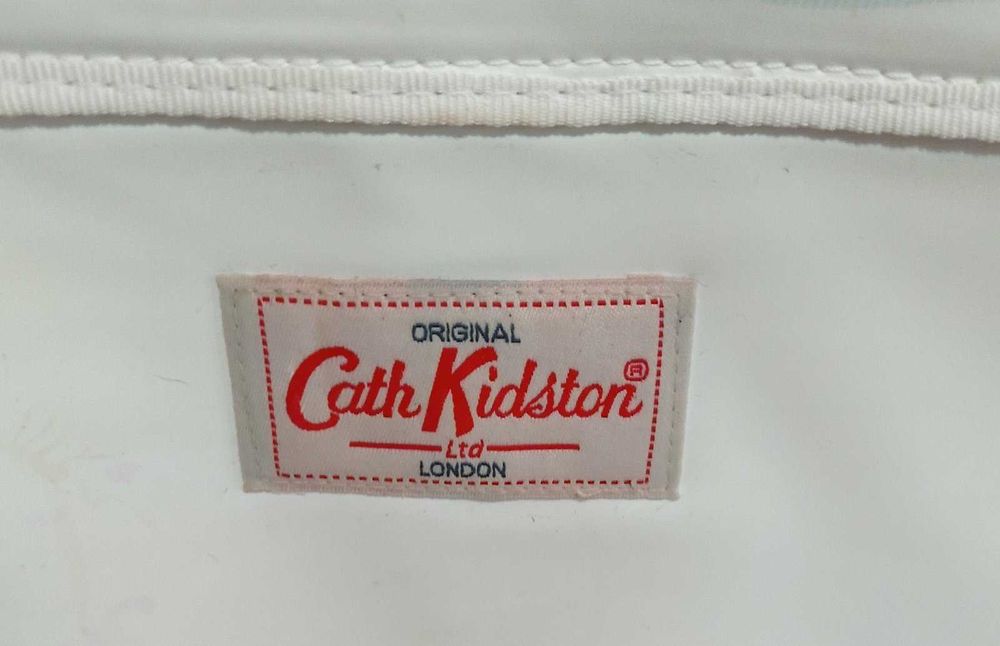 ORIGINAL
Cath Kidston®
Ltd
LONDON